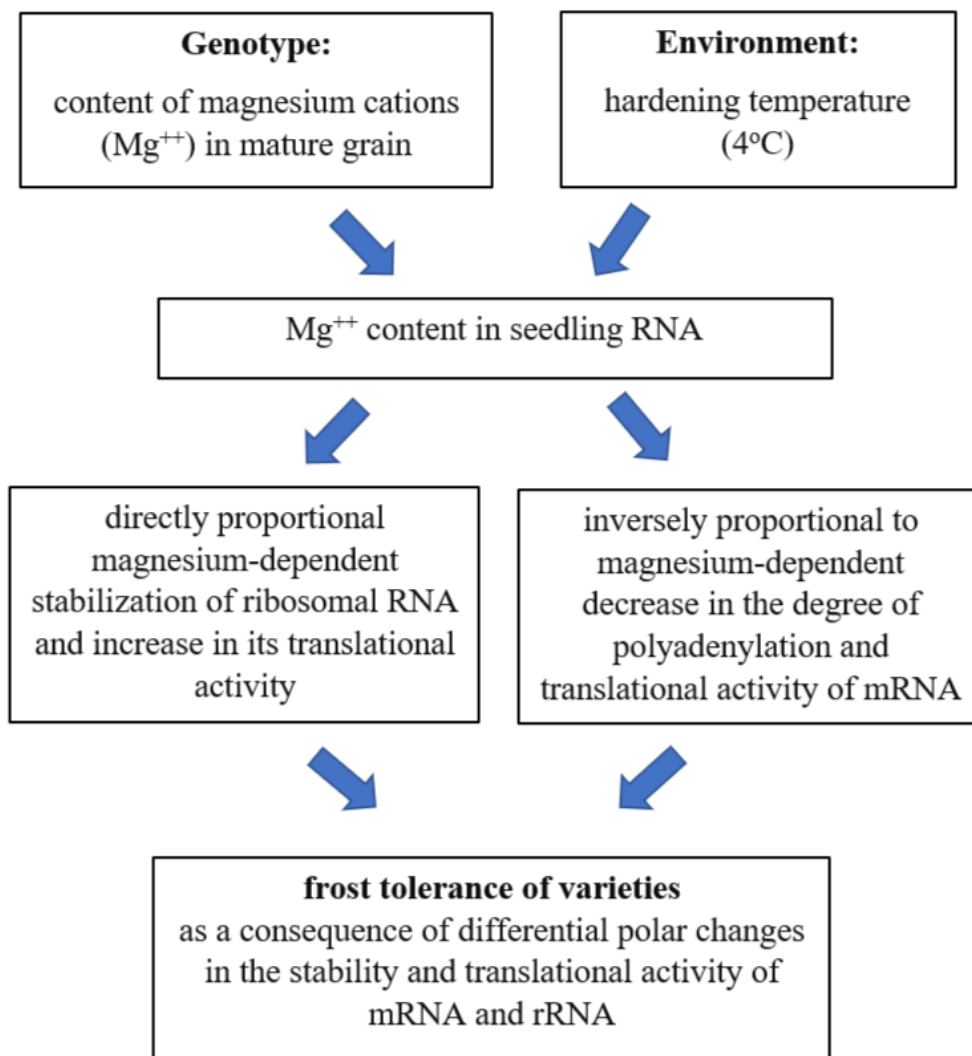 Genotype:
content of magnesium cations
(Mg⁺⁺) in mature grain
Environment:
hardening temperature
(4ºC)
Mg⁺⁺ content in seedling RNA
directly proportional
magnesium-dependent
stabilization of ribosomal RNA
and increase in its translational
activity
inversely proportional to
magnesium-dependent
decrease in the degree of
polyadenylation and
translational activity of mRNA
frost tolerance of varieties
as a consequence of differential polar changes
in the stability and translational activity of
mRNA and rRNA